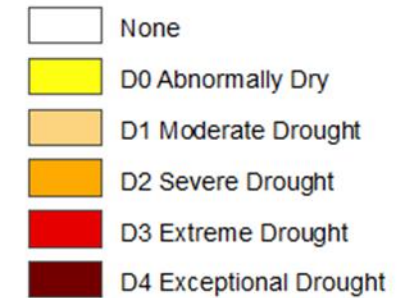 None
D0 Abnormally Dry
D1 Moderate Drought
D2 Severe Drought
D3 Extreme Drought
D4 Exceptional Drought